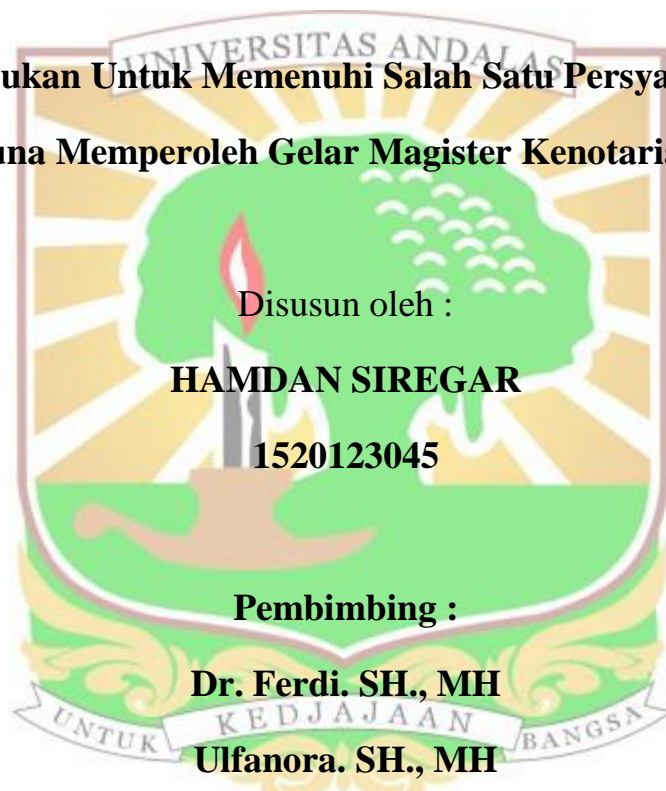 UNIVERSITAS ANDALAS
ukan Untuk Memenuhi Salah Satu Persya
una Memperoleh Gelar Magister Kenotaria
Disusun oleh :
HAMDAN SIREGAR
1520123045
Pembimbing :
Dr. Ferdi. SH., MH
UNTUK KEDJAJAAN BANGSA
Ulfanora. SH., MH